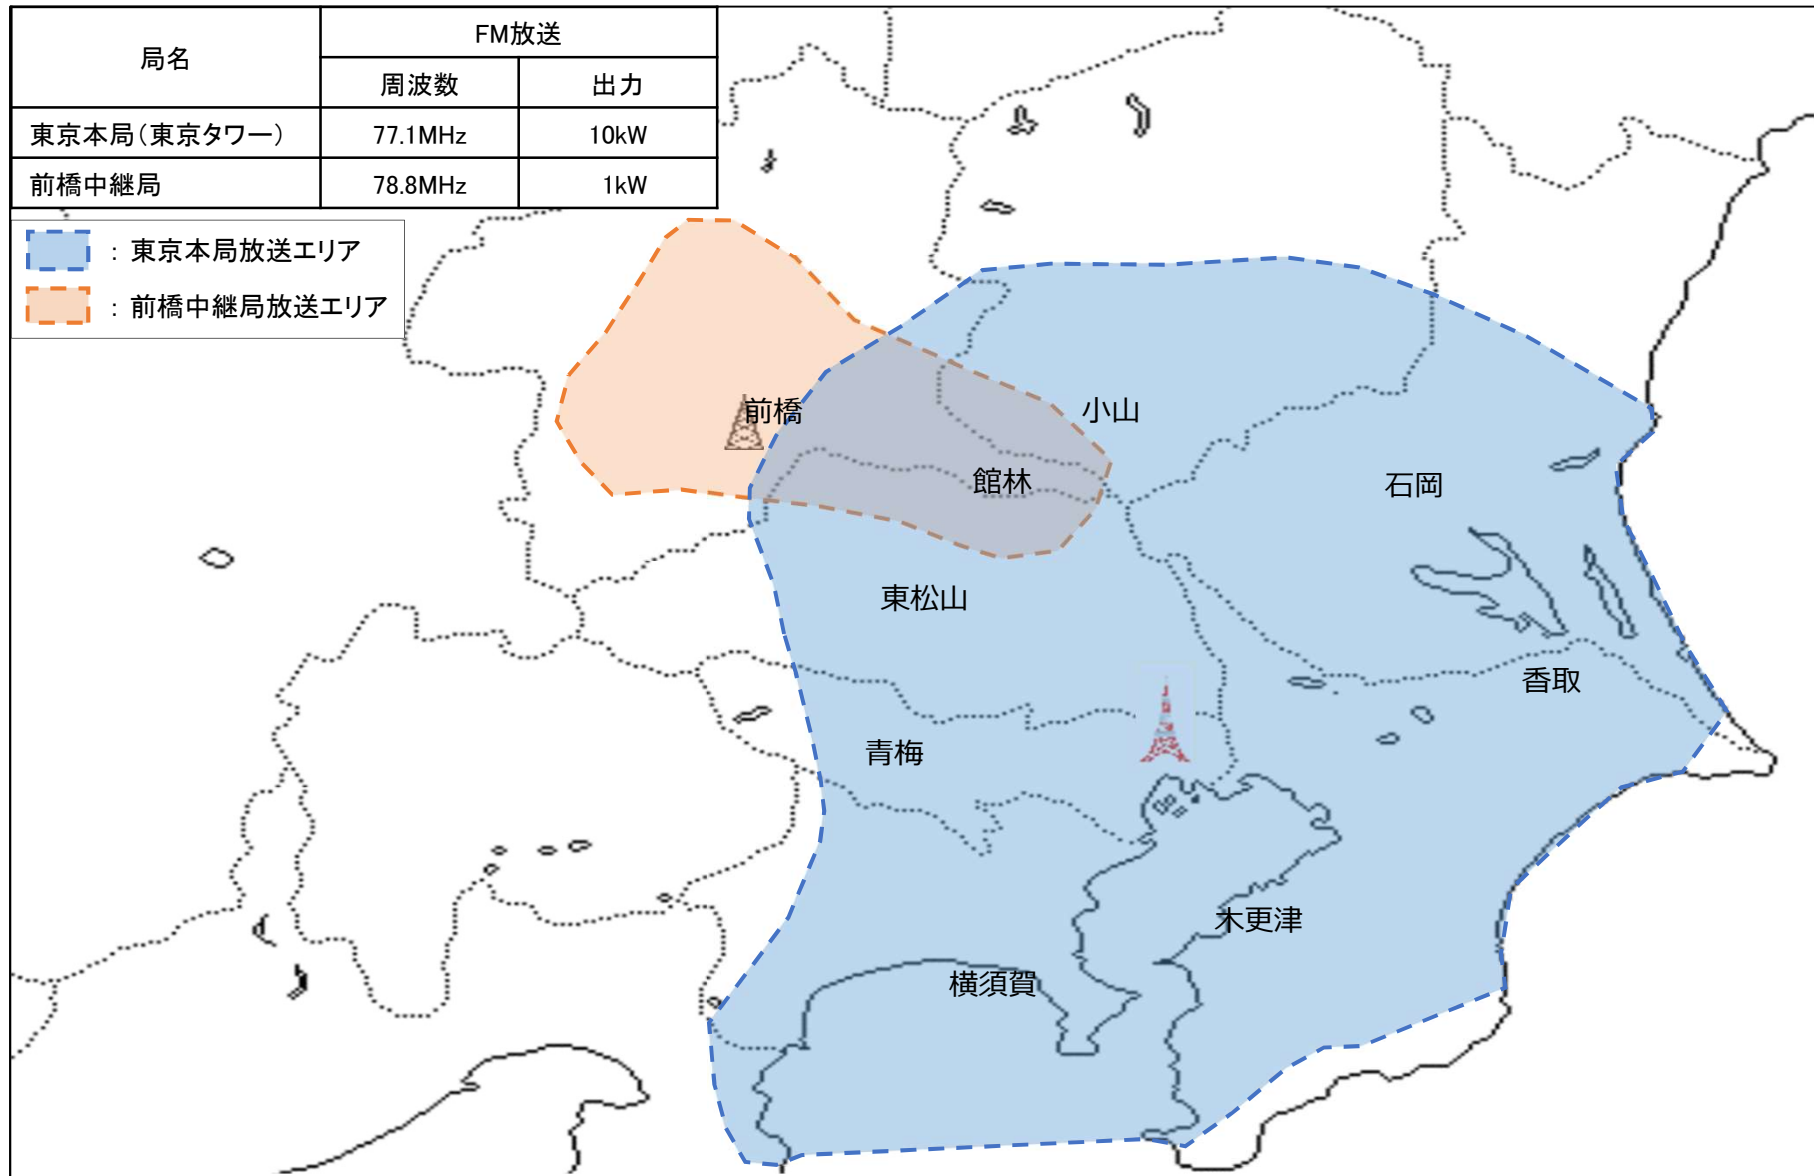 局名
FM放送
周波数
出力
東京本局(東京タワー)
77.1MHz
10kW
前橋中継局
78.8MHz
1kW
: 東京本局放送エリア
: 前橋中継局放送エリア
前橋
小山
館林
石岡
東松山
香取
青梅
木更津
横須賀